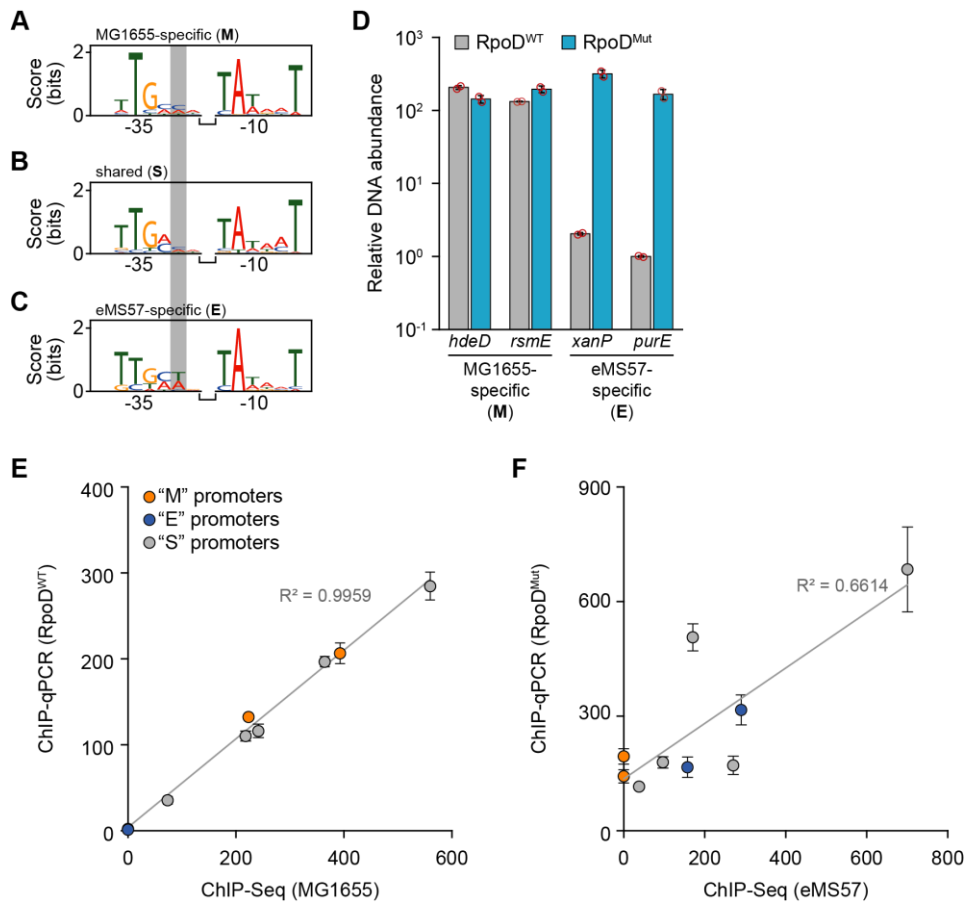 A
MG1655-specific (M)
2
Score
(bits)
0
-35
-10
B
shared (S)
2
Score
(bits)
0
-35
-10
C
eMS57-specific (E)
2
Score
(bits)
0
-35
-10
D
RpoD^WT
RpoD^Mut
Relative DNA abundance
10³
10²
10¹
10⁰
10⁻¹
hdeD rsmE xanP purE
MG1655-
specific
(M)
eMS57-
specific
(E)
E
"M" promoters
"E" promoters
"S" promoters
R² = 0.9959
ChIP-qPCR (RpoD^WT)
400
300
200
100
0
0 200 400 600
ChIP-Seq (MG1655)
F
R² = 0.6614
ChIP-qPCR (RpoD^Mut)
900
600
300
0
0 200 400 600 800
ChIP-Seq (eMS57)